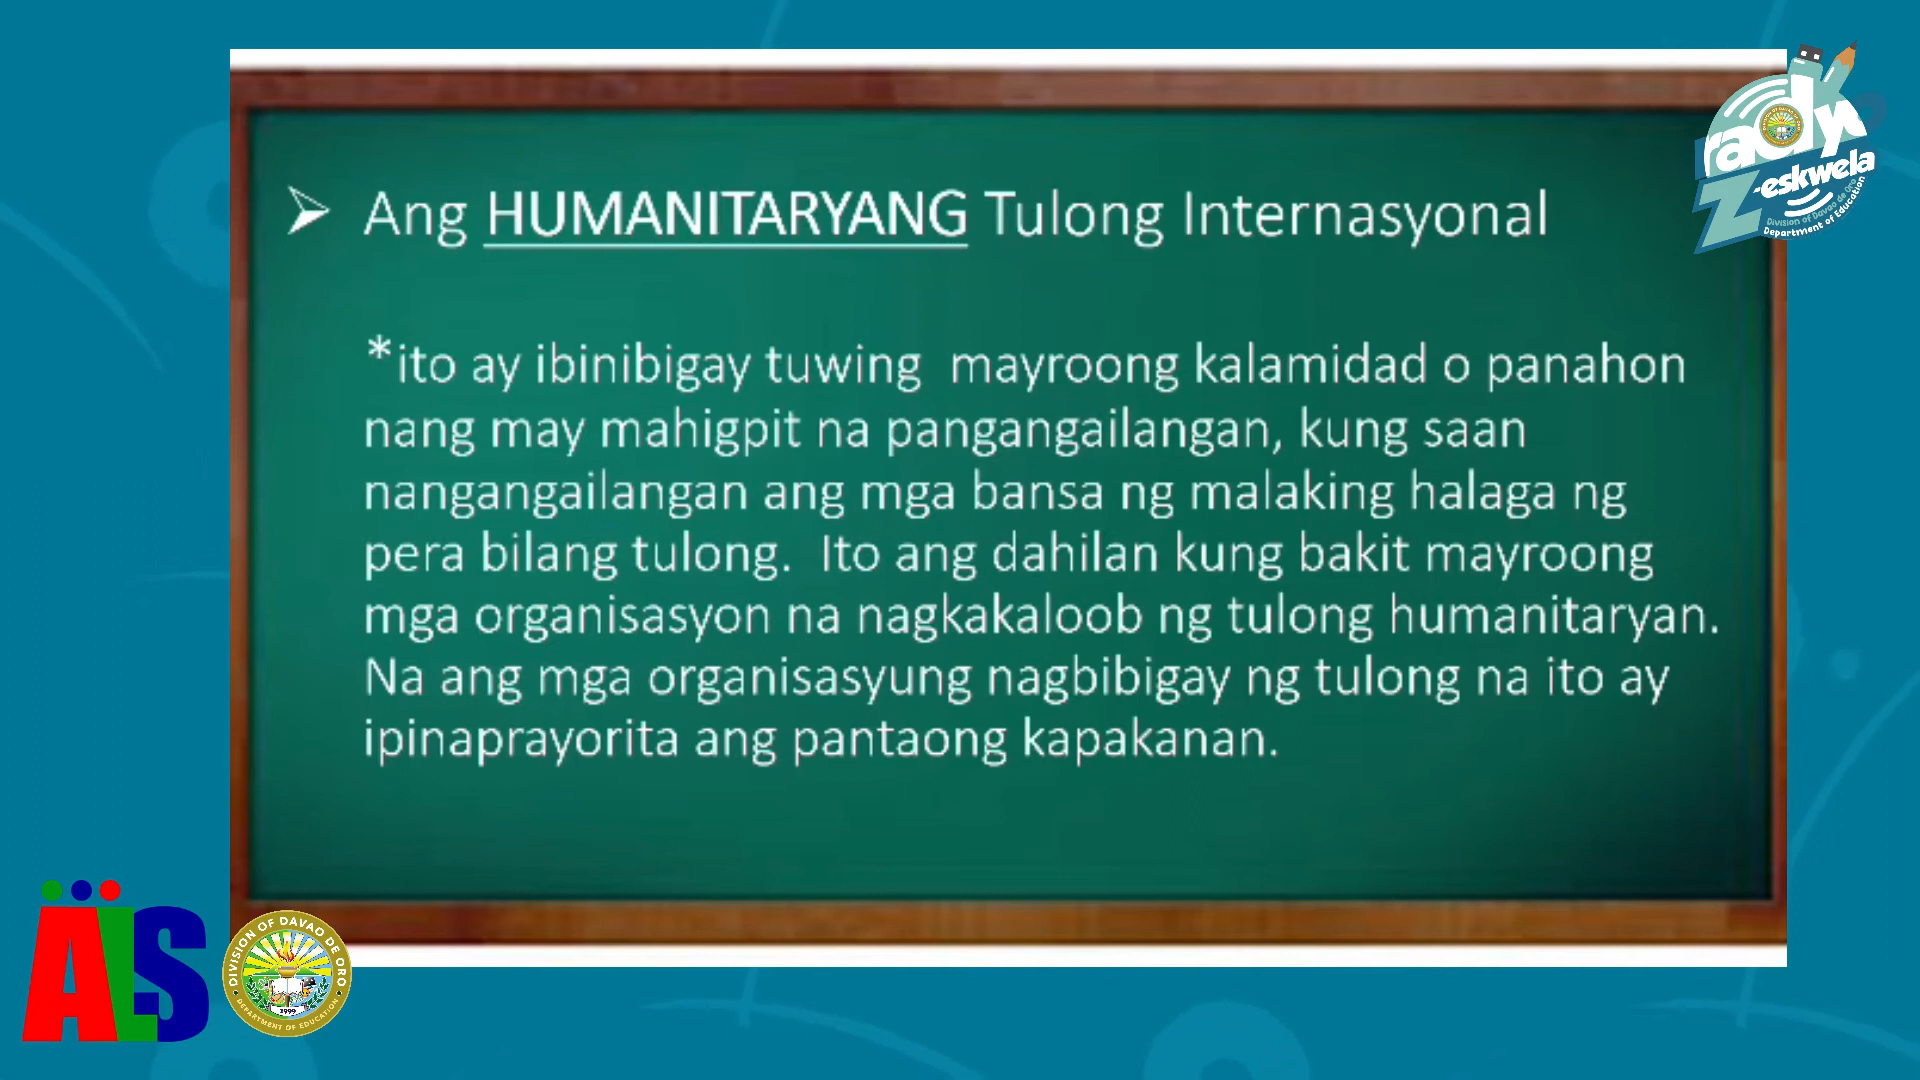 ➢ Ang HUMANITARYANG Tulong Internasyonal
*ito ay ibinibigay tuwing mayroong kalamidad o panahon
nang may mahigpit na pangangailangan, kung saan
nangangailangan ang mga bansa ng malaking halaga ng
pera bilang tulong. Ito ang dahilan kung bakit mayroong
mga organisasyon na nagkakaloob ng tulong humanitaryan.
Na ang mga organisasyung nagbibigay ng tulong na ito ay
ipinaprayorita ang pantaong kapakanan.
radyo
Z-eskwela
Division of Davao de Oro
Department of Education
ALS
DIVISION OF DAVAO DE ORO
1999
DEPARTMENT OF EDUCATION